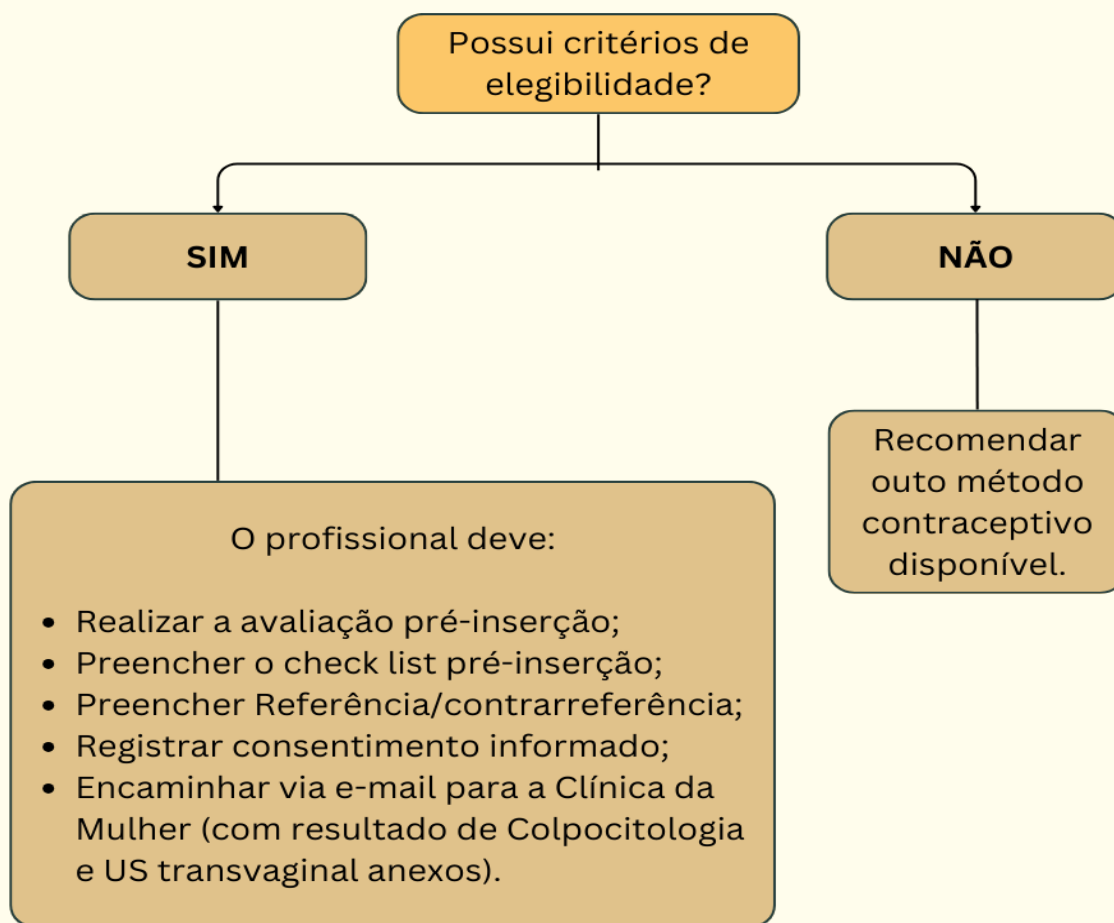 Possui critérios de
elegibilidade?
SIM
NÃO
O profissional deve:
• Realizar a avaliação pré-inserção;
• Preencher o check list pré-inserção;
• Preencher Referência/contrarreferência;
• Registrar consentimento informado;
• Encaminhar via e-mail para a Clínica da
Mulher (com resultado de Colpocitologia
e US transvaginal anexos).
Recomendar
outo método
contraceptivo
disponível.